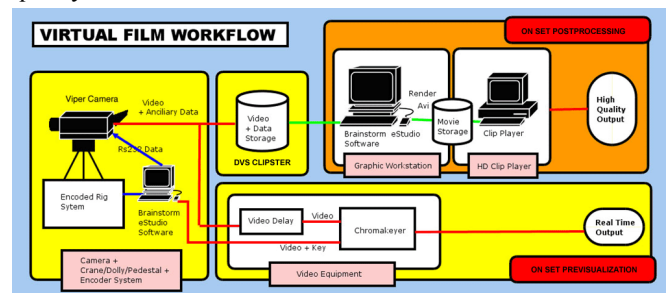 VIRTUAL FILM WORKFLOW
ON SET POSTPROCESSING
Viper Camera
Video
+ Anciliary Data
Rs232 Data
Encoded Rig
Sytem
Brainstorm
eStudio
Software
Camera +
Crane/Dolly/Pedestal +
Encoder System
Video
+ Data
Storage
DVS CLIPSTER
Render
Avi
Brainstorm eStudio
Software
Graphic Workstation
Movie
Storage
Clip Player
HD Clip Player
High
Quality
Output
Video Delay
Video
Chromakeyer
Video + Key
Video Equipment
Real Time
Output
ON SET PREVISUALIZATION